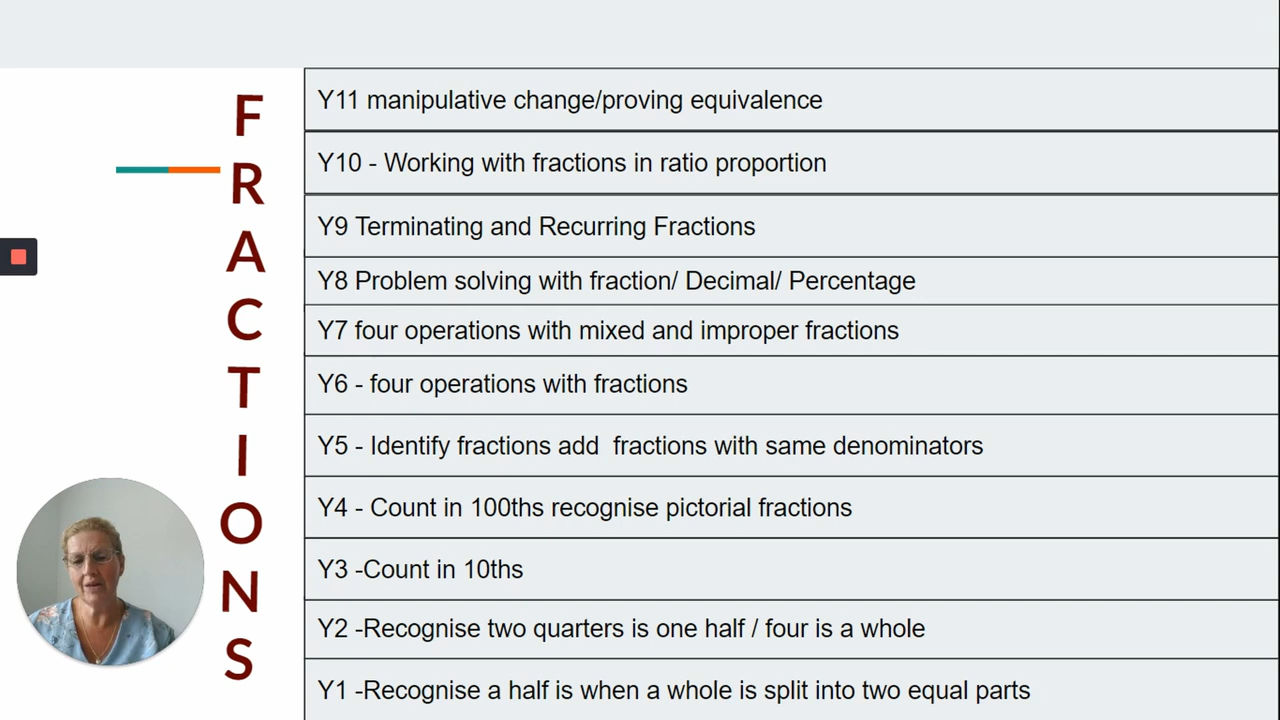 FRACTIONS
Y11 manipulative change/proving equivalence
Y10 - Working with fractions in ratio proportion
Y9 Terminating and Recurring Fractions
Y8 Problem solving with fraction/ Decimal/ Percentage
Y7 four operations with mixed and improper fractions
Y6 - four operations with fractions
Y5 - Identify fractions add  fractions with same denominators
Y4 - Count in 100ths recognise pictorial fractions
Y3 -Count in 10ths
Y2 -Recognise two quarters is one half / four is a whole
Y1 -Recognise a half is when a whole is split into two equal parts